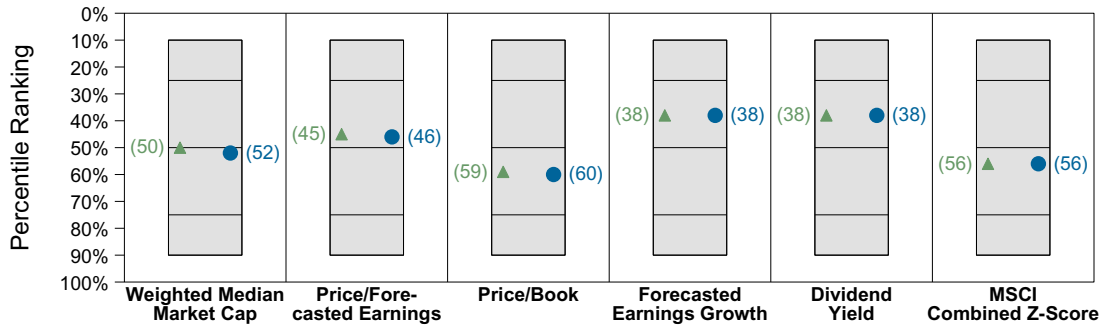 Percentile Ranking
0%
10%
20%
30%
40%
50%
60%
70%
80%
90%
100%
(50)
(52)
(45)
(46)
(59)
(60)
(38)
(38)
(38)
(38)
(56)
(56)
Weighted Median
Market Cap
Price/Fore-
casted Earnings
Price/Book
Forecasted
Earnings Growth
Dividend
Yield
MSCI
Combined Z-Score